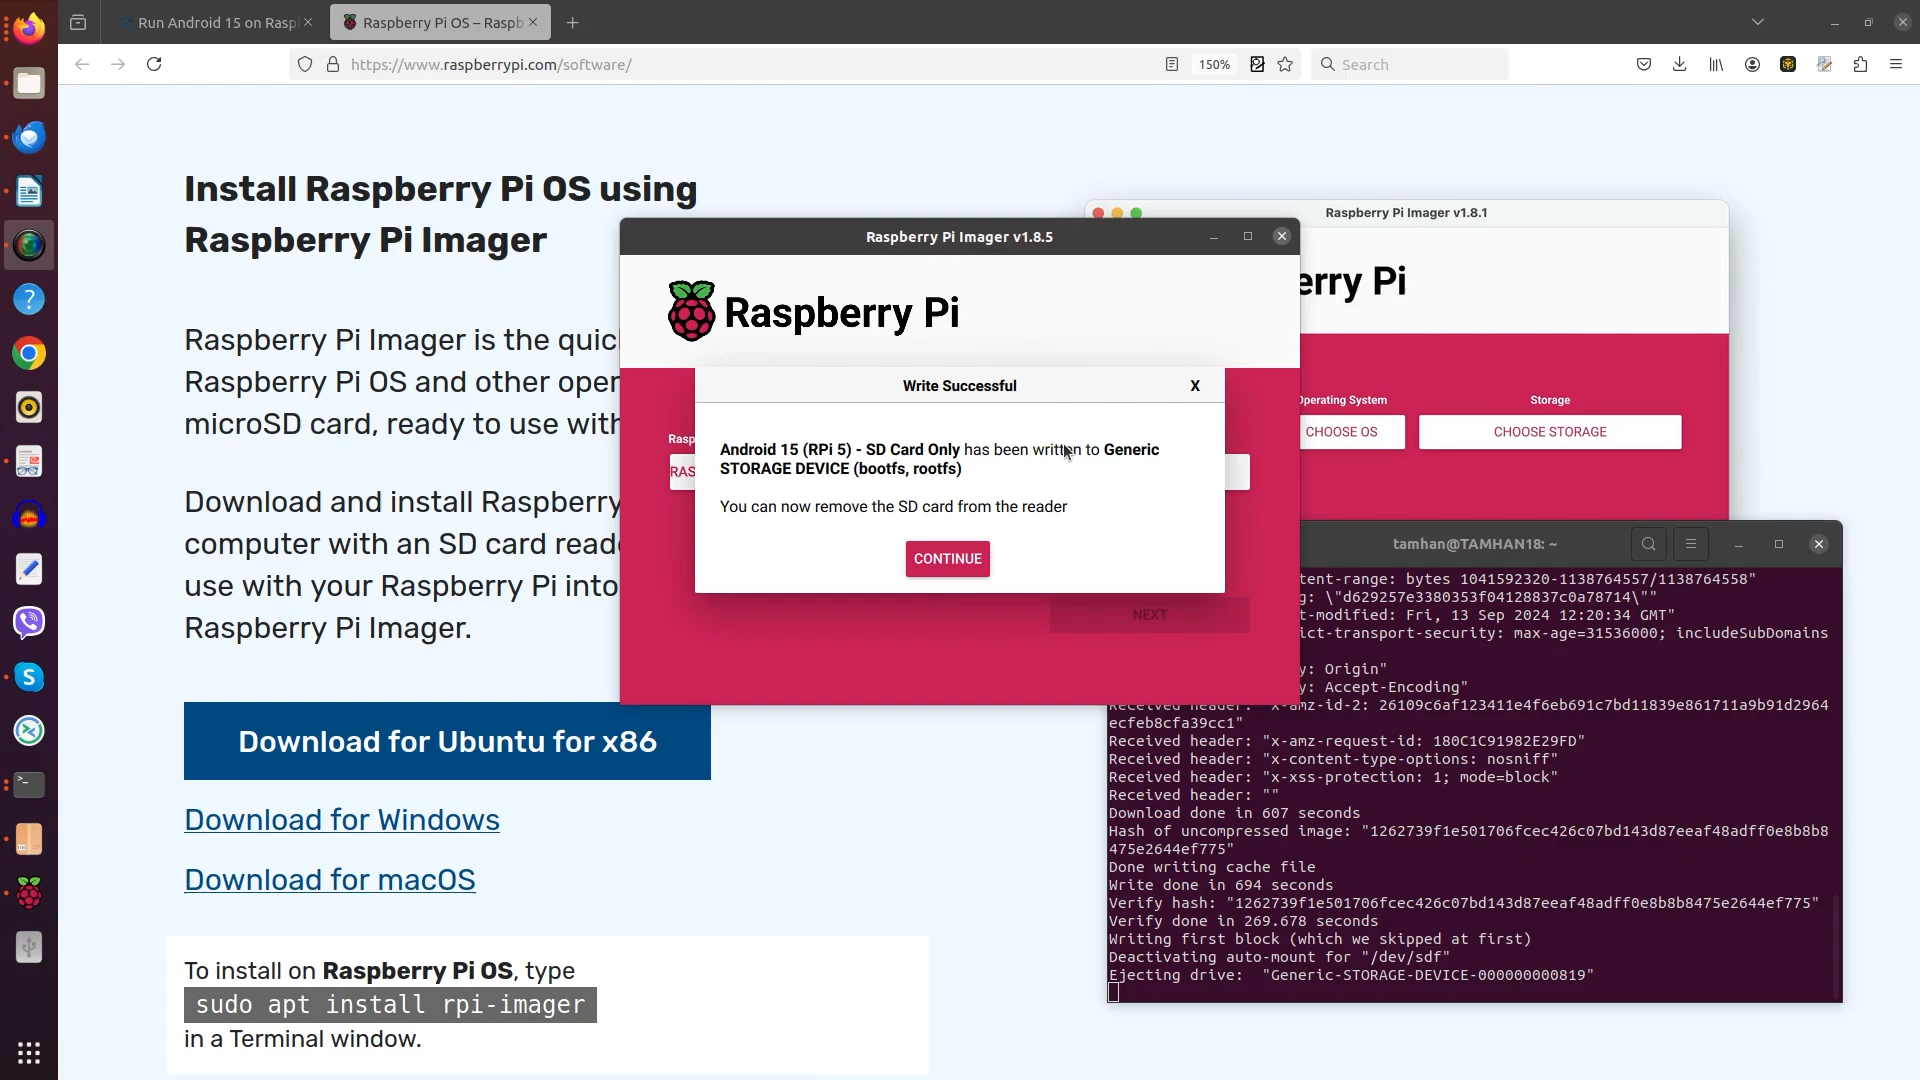 Run Android 15 on Rasp
Raspberry Pi OS – Raspb
https://www.raspberrypi.com/software/
150%
Search
Install Raspberry Pi OS using
Raspberry Pi Imager
Raspberry Pi Imager is the quic
Raspberry Pi OS and other oper
microSD card, ready to use with
Download and install Raspberry
computer with an SD card reade
use with your Raspberry Pi into
Raspberry Pi Imager.
Download for Ubuntu for x86
Download for Windows
Download for macOS
To install on Raspberry Pi OS, type
sudo apt install rpi-imager
in a Terminal window.
Raspberry Pi Imager v1.8.1
erry Pi
Operating System
Storage
CHOOSE OS
CHOOSE STORAGE
Raspberry Pi Imager v1.8.5
Raspberry Pi
Rasp
RAS
Write Successful
X
Android 15 (RPi 5) - SD Card Only has been written to Generic
STORAGE DEVICE (bootfs, rootfs)
You can now remove the SD card from the reader
CONTINUE
NEXT
tamhan@TAMHAN18: ~
tent-range: bytes 1041592320-1138764557/1138764558"
g: \"d629257e3380353f04128837c0a78714\""
t-modified: Fri, 13 Sep 2024 12:20:34 GMT"
ict-transport-security: max-age=31536000; includeSubDomains
y: Origin"
y: Accept-Encoding"
Received header: "x-amz-id-2: 26109c6af123411e4f6eb691c7bd11839e861711a9b91d2964
ecfeb8cfa39cc1"
Received header: "x-amz-request-id: 180C1C91982E29FD"
Received header: "x-content-type-options: nosniff"
Received header: "x-xss-protection: 1; mode=block"
Received header: ""
Download done in 607 seconds
Hash of uncompressed image: "1262739f1e501706fcec426c07bd143d87eeaf48adff0e8b8b8
475e2644ef775"
Done writing cache file
Write done in 694 seconds
Verify hash: "1262739f1e501706fcec426c07bd143d87eeaf48adff0e8b8b8475e2644ef775"
Verify done in 269.678 seconds
Writing first block (which we skipped at first)
Deactivating auto-mount for "/dev/sdf"
Ejecting drive:  "Generic-STORAGE-DEVICE-000000000819"